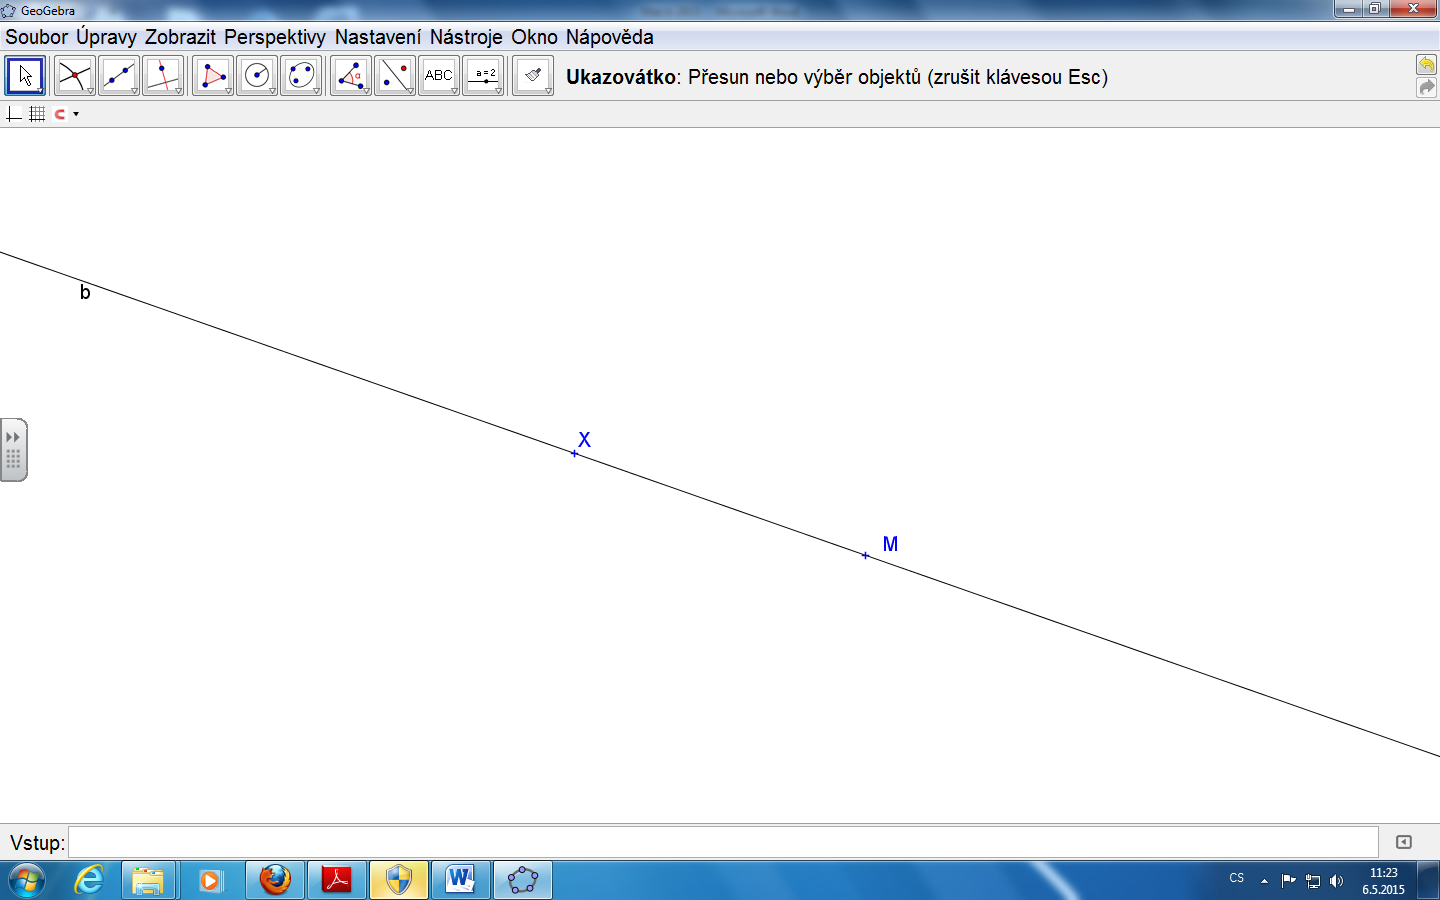 GeoGebra
Soubor Úpravy Zobrazit Perspektivy Nastavení Nástroje Okno Nápověda
ABC a=2 Ukazovátko: Přesun nebo výběr objektů (zrušit klávesou Esc)
b
X
M
Vstup:
CS 11:23
6.5.2015